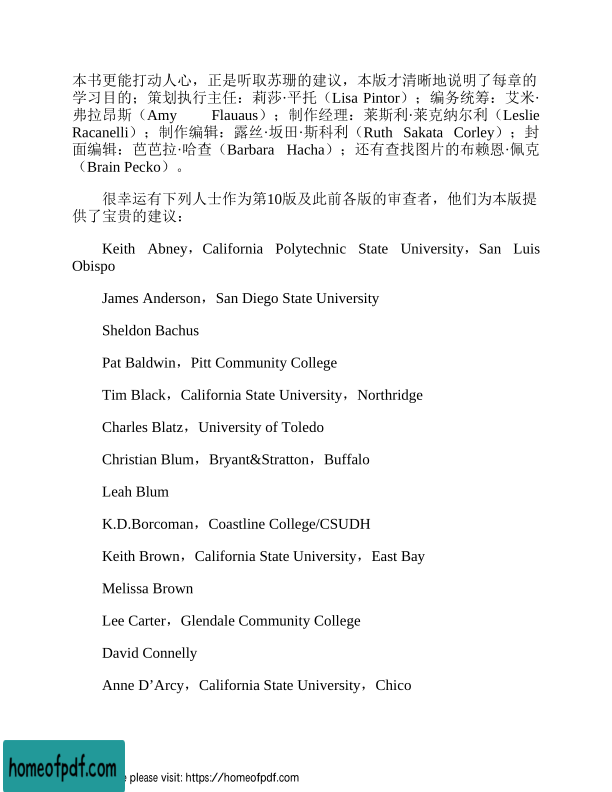 本书更能打动人心，正是听取苏珊的建议，本版才清晰地说明了每章的
学习目的；策划执行主任：莉莎·平托（Lisa Pintor）；编务统筹：艾米·
弗拉昂斯（Amy Flauaus）；制作经理：莱斯利·莱克纳尔利（Leslie
Racanelli）；制作编辑：露丝·坂田·斯科利（Ruth Sakata Corley）；封
面编辑：芭芭拉·哈查（Barbara Hacha）；还有查找图片的布赖恩·佩克
（Brain Pecko）。
很幸运有下列人士作为第10版及此前各版的审查者，他们为本版提
供了宝贵的建议：
Keith Abney，California Polytechnic State University，San Luis
Obispo
James Anderson，San Diego State University
Sheldon Bachus
Pat Baldwin，Pitt Community College
Tim Black，California State University，Northridge
Charles Blatz，University of Toledo
Christian Blum，Bryant&Stratton，Buffalo
Leah Blum
K.D.Borcoman，Coastline College/CSUDH
Keith Brown，California State University，East Bay
Melissa Brown
Lee Carter，Glendale Community College
David Connelly
Anne D’Arcy，California State University，Chico
homeofpdf.com
please visit: https://homeofpdf.com